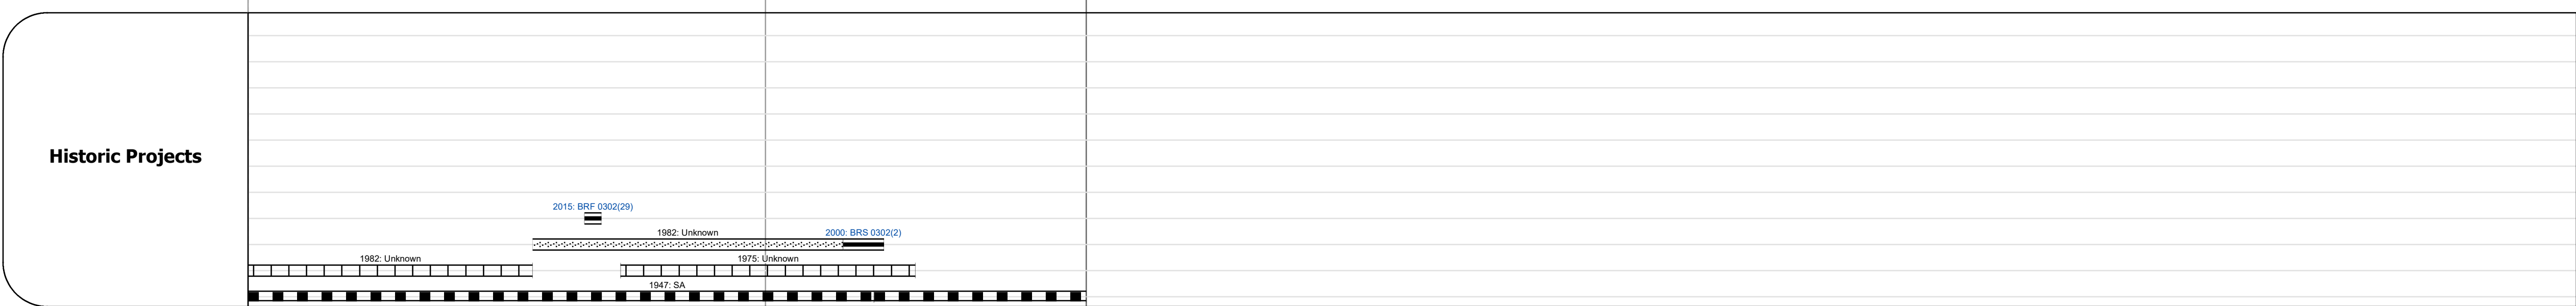 Historic Projects
2015: BRF 0302(29)
1982: Unknown
2000: BRS 0302(2)
1982: Unknown
1975: Unknown
1947: SA